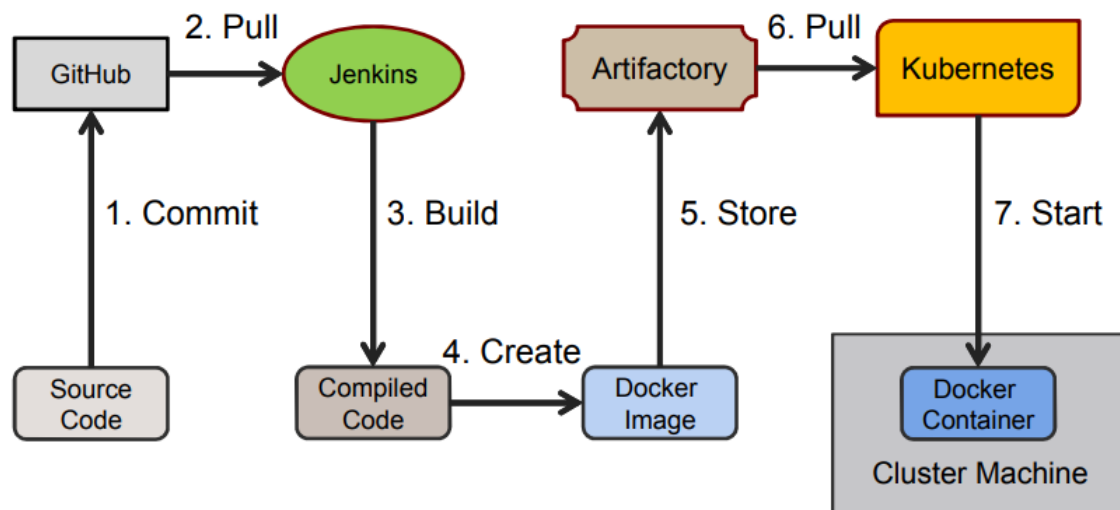 2. Pull
6. Pull
GitHub
Jenkins
Artifactory
Kubernetes
1. Commit
3. Build
5. Store
7. Start
4. Create
Source
Code
Compiled
Code
Docker
Image
Docker
Container
Cluster Machine